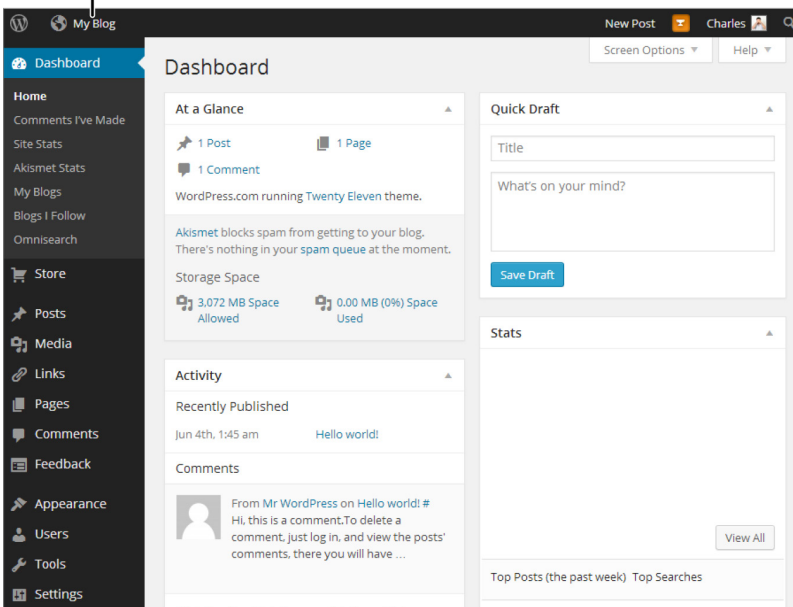 My Blog
New Post
Charles
Screen Options
Help
Dashboard
Home
Comments I've Made
Site Stats
Akismet Stats
My Blogs
Blogs I Follow
Omnisearch
Store
Posts
Media
Links
Pages
Comments
Feedback
Appearance
Users
Tools
Settings
Dashboard
At a Glance
1 Post
1 Page
1 Comment
WordPress.com running Twenty Eleven theme.
Akismet blocks spam from getting to your blog.
There's nothing in your spam queue at the moment.
Storage Space
3,072 MB Space
Allowed
0.00 MB (0%) Space
Used
Activity
Recently Published
Jun 4th, 1:45 am
Hello world!
Comments
From Mr WordPress on Hello world! #
Hi, this is a comment.To delete a
comment, just log in, and view the posts'
comments, there you will have ...
Quick Draft
Title
What's on your mind?
Save Draft
Stats
View All
Top Posts (the past week) Top Searches